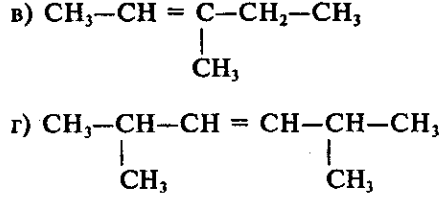 в) CH₃—CH = C—CH₂—CH₃
CH₃
г) CH₃—CH—CH = CH—CH—CH₃
CH₃ CH₃